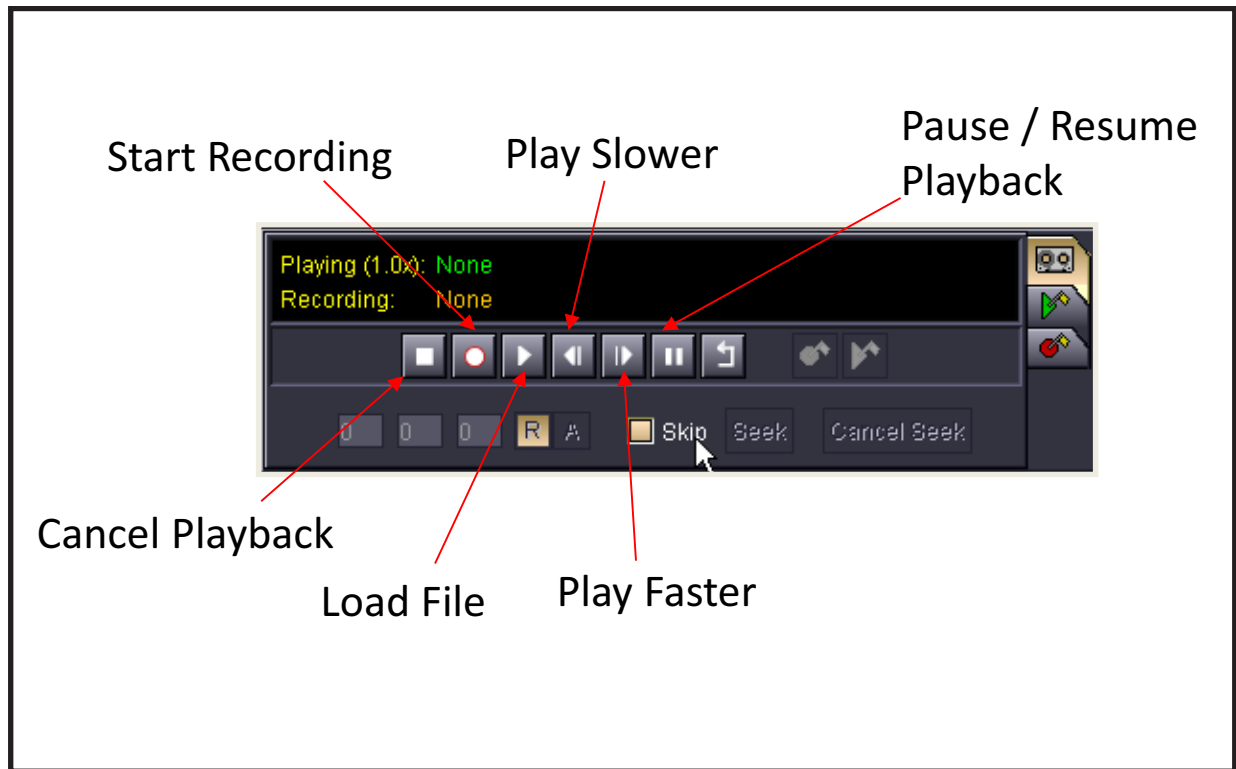 Start Recording
Play Slower
Pause / Resume
Playback
Playing (1.0x): None
Recording: None
0 0 0 R A Skip Seek Cancel Seek
Cancel Playback
Load File
Play Faster